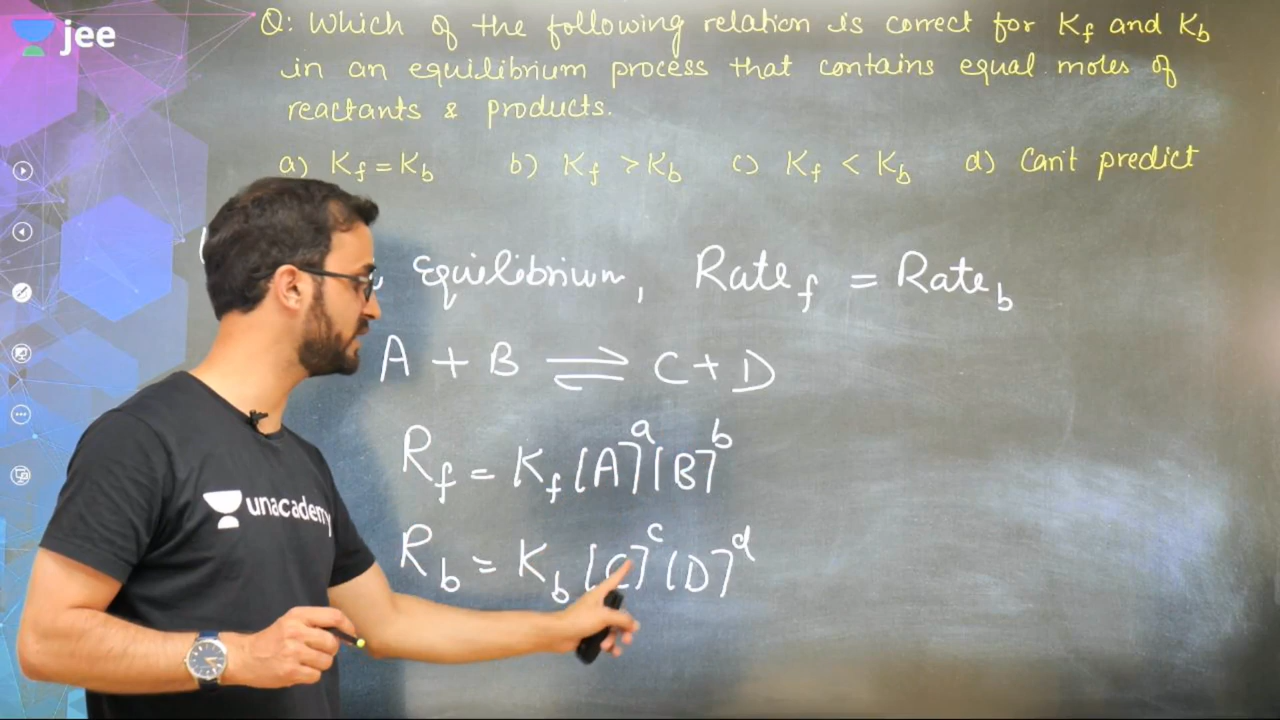 jee
Q: Which of the following relation is correct for Kf and Kb
in an equilibrium process that contains equal moles of
reactants & products.
a) Kf = Kb b) Kf > Kb c) Kf < Kb d) Can't predict
, Equilibrium, Ratef = Rateb
A + B ⇌ C + D
Rf = Kf [A]^a [B]^b
Rb = Kb [C]^c [D]^d
unacademy